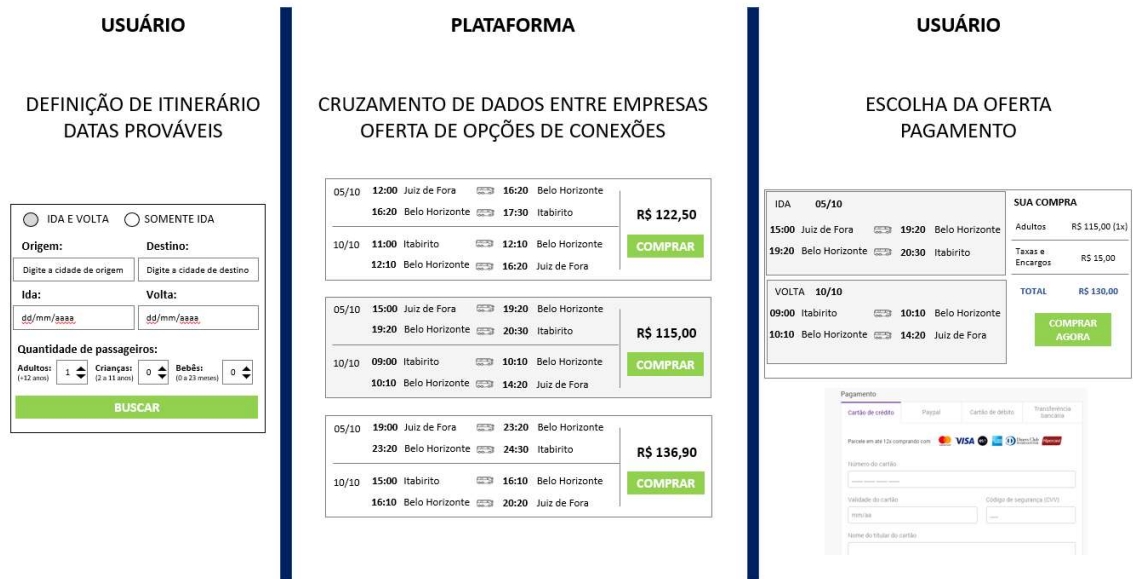 USUÁRIO
DEFINIÇÃO DE ITINERÁRIO
DATAS PROVÁVEIS
IDA E VOLTA SOMENTE IDA
Origem: Destino:
Digite a cidade de origem Digite a cidade de destino
Ida: Volta:
dd/mm/aaaa dd/mm/aaaa
Quantidade de passageiros:
Adultos: 1 Crianças: 0 Bebês: 0
(+12 anos) (2 a 11 anos) (0 a 23 meses)
BUSCAR
PLATAFORMA
CRUZAMENTO DE DADOS ENTRE EMPRESAS
OFERTA DE OPÇÕES DE CONEXÕES
05/10 12:00 Juiz de Fora 16:20 Belo Horizonte
16:20 Belo Horizonte 17:30 Itabirito
R$ 122,50
10/10 11:00 Itabirito 12:10 Belo Horizonte
COMPRAR
12:10 Belo Horizonte 16:20 Juiz de Fora
05/10 15:00 Juiz de Fora 19:20 Belo Horizonte
19:20 Belo Horizonte 20:30 Itabirito
R$ 115,00
10/10 09:00 Itabirito 10:10 Belo Horizonte
COMPRAR
10:10 Belo Horizonte 14:20 Juiz de Fora
05/10 19:00 Juiz de Fora 23:20 Belo Horizonte
23:20 Belo Horizonte 24:30 Itabirito
R$ 136,90
10/10 15:00 Itabirito 16:10 Belo Horizonte
COMPRAR
16:10 Belo Horizonte 20:20 Juiz de Fora
USUÁRIO
ESCOLHA DA OFERTA
PAGAMENTO
IDA 05/10
15:00 Juiz de Fora 19:20 Belo Horizonte
19:20 Belo Horizonte 20:30 Itabirito
VOLTA 10/10
09:00 Itabirito 10:10 Belo Horizonte
10:10 Belo Horizonte 14:20 Juiz de Fora
SUA COMPRA
Adultos R$ 115,00 (1x)
Taxas e
Encargos R$ 15,00
TOTAL R$ 130,00
COMPRAR
AGORA
Pagamento
Cartão de crédito Paypal Cartão de débito Transferência
bancária
Parcele em até 12x comprando com VISA
Número do cartão
Validade do cartão Código de segurança (CVV)
mm/aa
Nome do titular do cartão